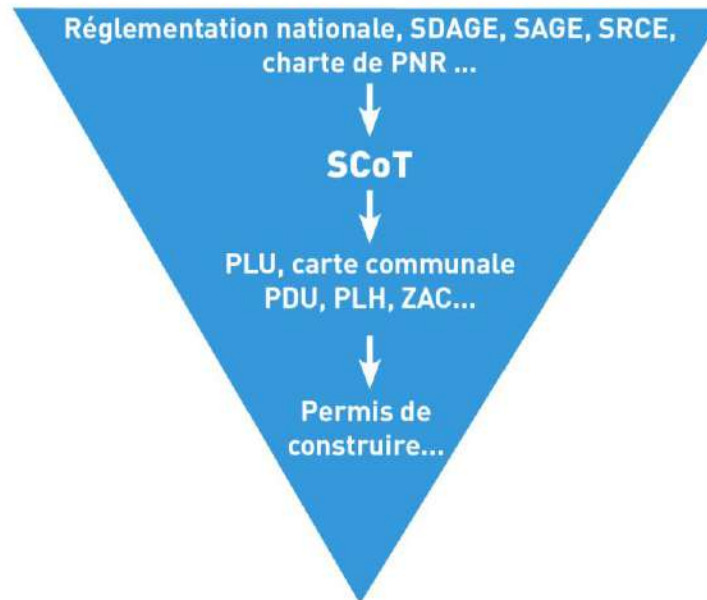 Réglementation nationale, SDAGE, SAGE, SRCE,
charte de PNR ...
SCoT
PLU, carte communale
PDU, PLH, ZAC...
Permis de
construire...